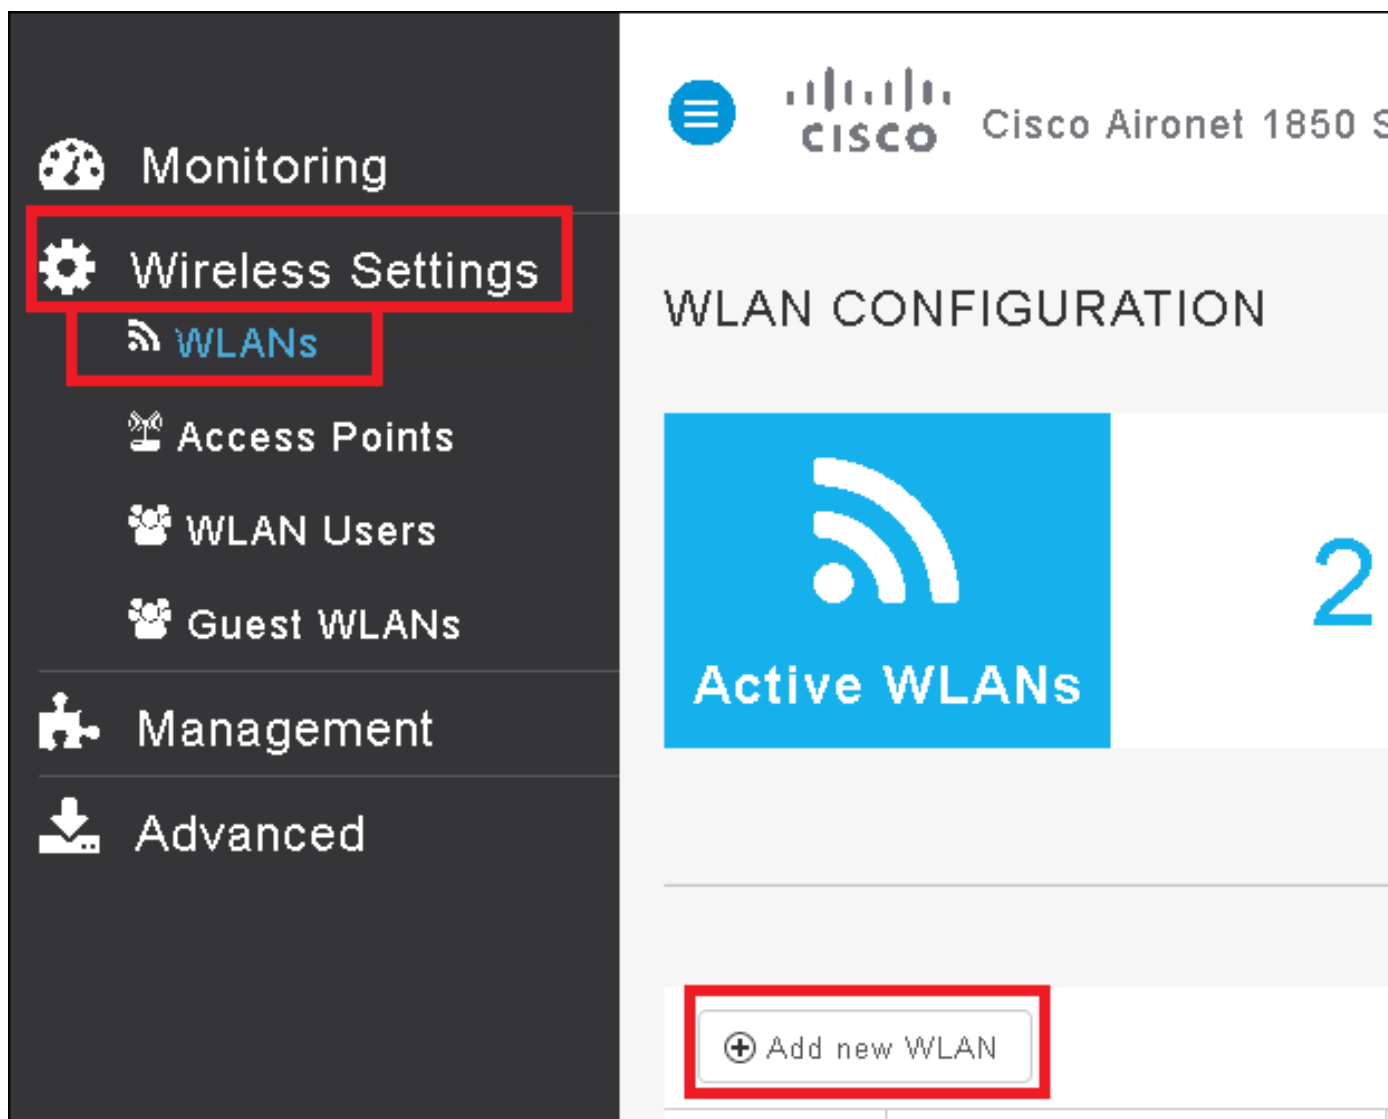 Monitoring
Wireless Settings
WLANs
Access Points
WLAN Users
Guest WLANs
Management
Advanced
CISCO
Cisco Aironet 1850 S
WLAN CONFIGURATION
Active WLANs
2
Add new WLAN